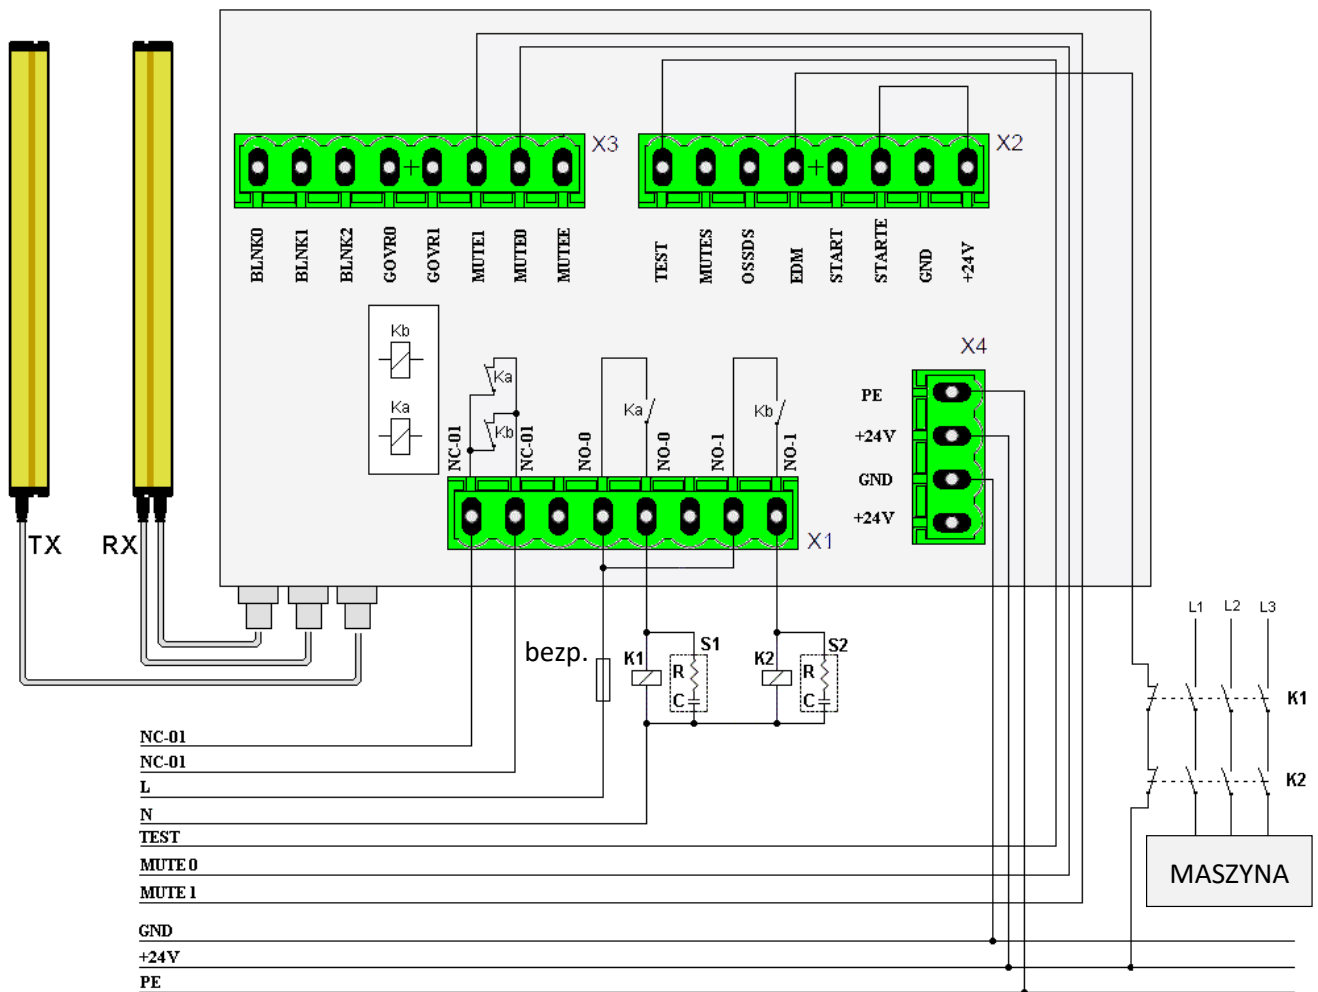 X3
X2
BLNK0
BLNK1
BLNK2
GOVR0
GOVR1
MUTE1
MUTE0
MUTEE
TEST
MUTES
OSSDS
EDM
START
STARTE
GND
+24V
Kb
Ka
Ka
Kb
Ka
Kb
NC-01
NC-01
NO-0
NO-0
NO-1
NO-1
X1
X4
PE
+24V
GND
+24V
TX
RX
bezp.
K1
S1
R
C
K2
S2
R
C
L1
L2
L3
K1
K2
MASZYNA
NC-01
NC-01
L
N
TEST
MUTE 0
MUTE 1
GND
+24V
PE